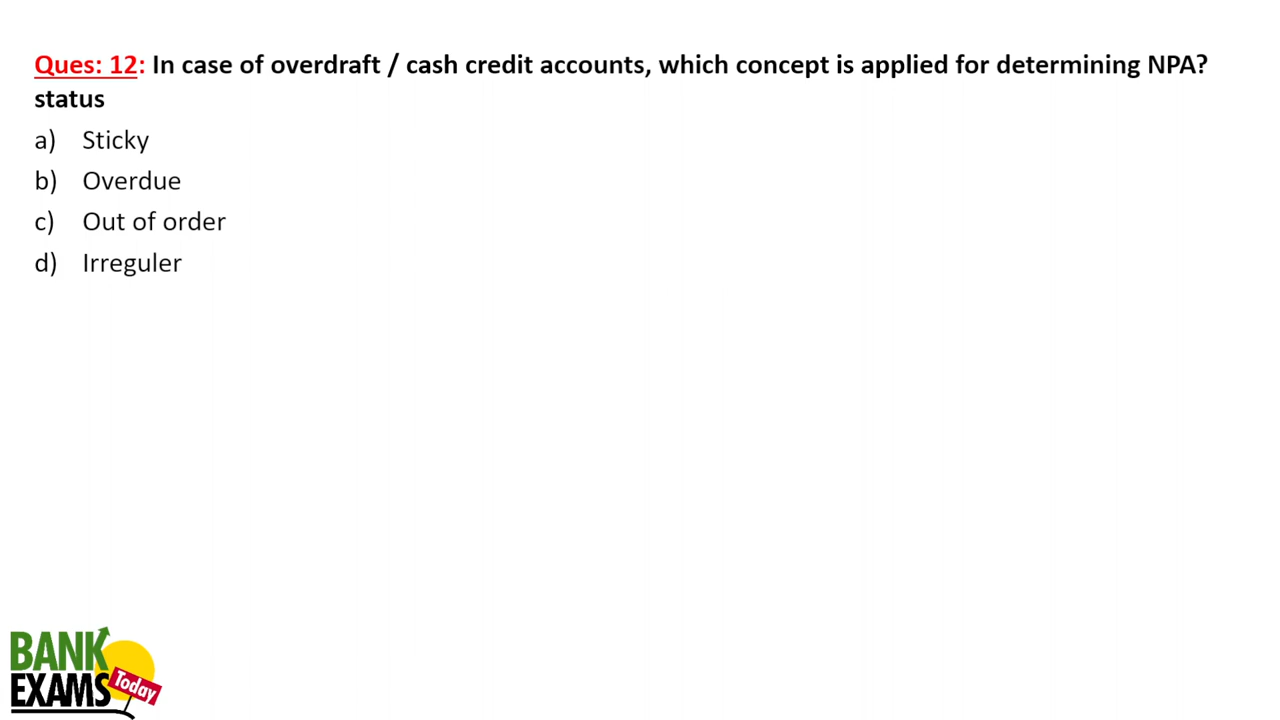 Ques: 12: In case of overdraft / cash credit accounts, which concept is applied for determining NPA?
status
a) Sticky
b) Overdue
c) Out of order
d) Irreguler
BANK
EXAMS Today